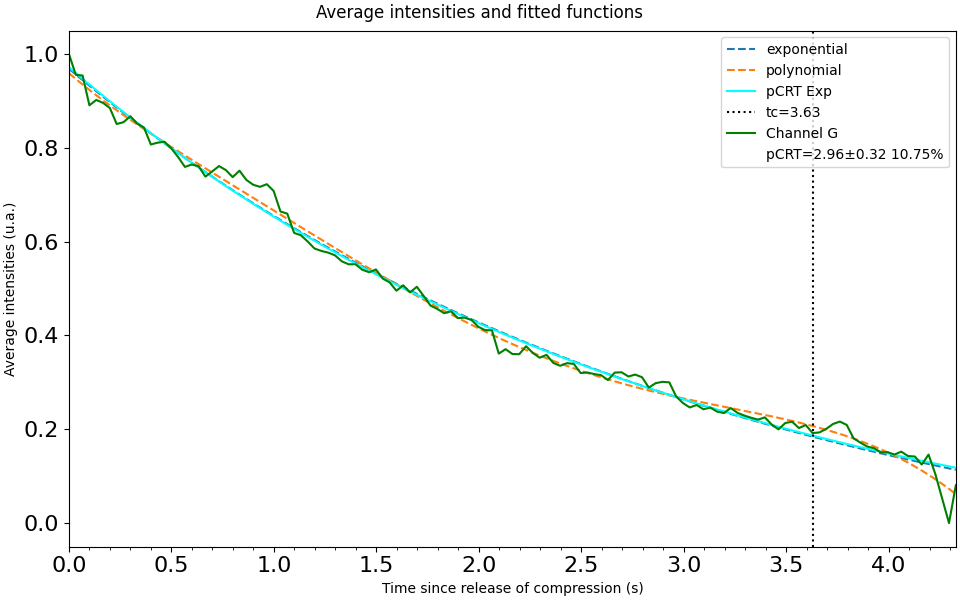 Average intensities and fitted functions
exponential
polynomial
pCRT Exp
tc=3.63
Channel G
pCRT=2.96±0.32 10.75%
Average intensities (u.a.)
1.0
0.8
0.6
0.4
0.2
0.0
0.0 0.5 1.0 1.5 2.0 2.5 3.0 3.5 4.0
Time since release of compression (s)